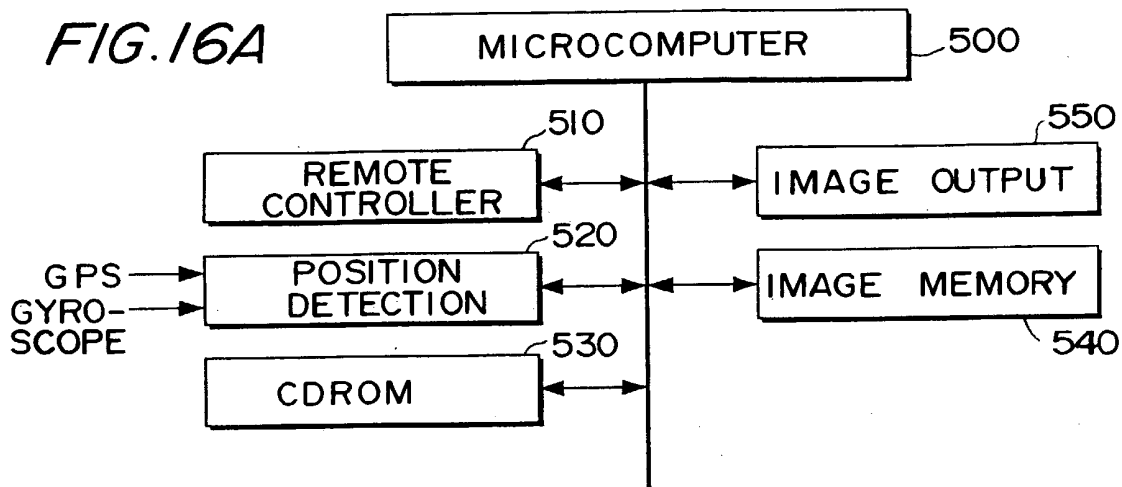 FIG.16A
MICROCOMPUTER
500
510
REMOTE
CONTROLLER
550
IMAGE OUTPUT
520
GPS
GYRO-
SCOPE
POSITION
DETECTION
IMAGE MEMORY
540
530
CDROM